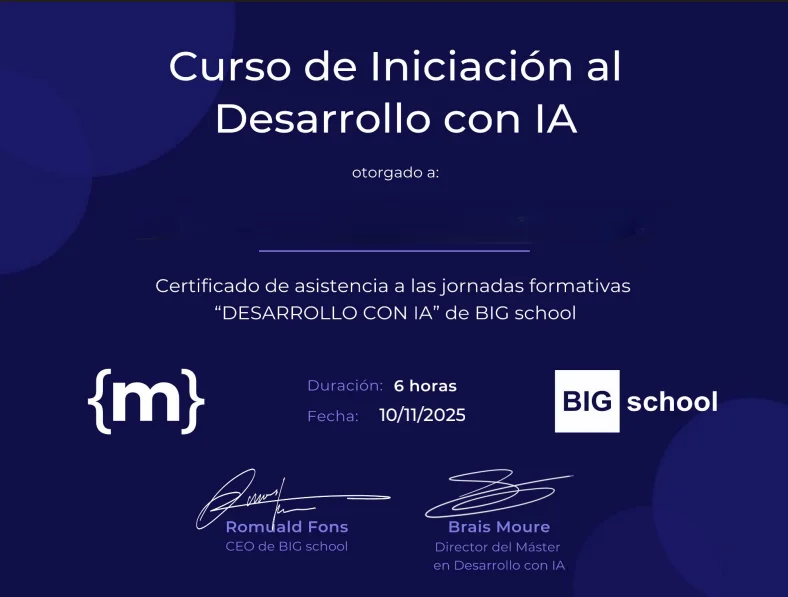 Curso de Iniciación al
Desarrollo con IA
otorgado a:
Certificado de asistencia a las jornadas formativas
“DESARROLLO CON IA” de BIG school
{m}
Duración: 6 horas
Fecha: 10/11/2025
BIG school
Romuald Fons
CEO de BIG school
Brais Moure
Director del Máster
en Desarrollo con IA